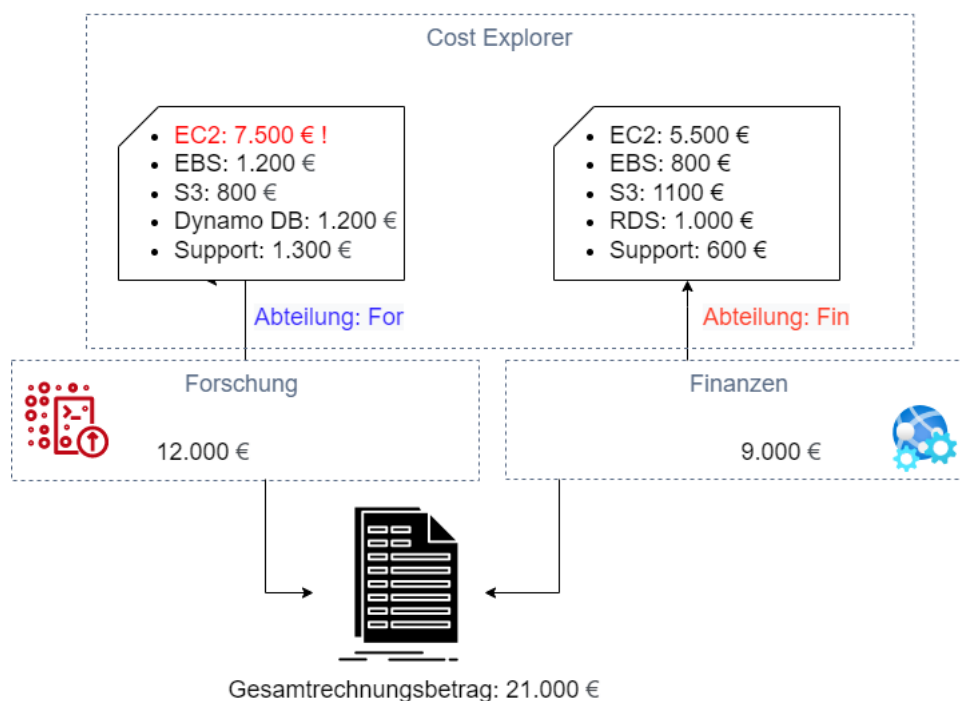 Cost Explorer
• EC2: 7.500 € !
• EBS: 1.200 €
• S3: 800 €
• Dynamo DB: 1.200 €
• Support: 1.300 €
• EC2: 5.500 €
• EBS: 800 €
• S3: 1100 €
• RDS: 1.000 €
• Support: 600 €
Abteilung: For
Abteilung: Fin
Forschung
12.000 €
Finanzen
9.000 €
Gesamtrechnungsbetrag: 21.000 €